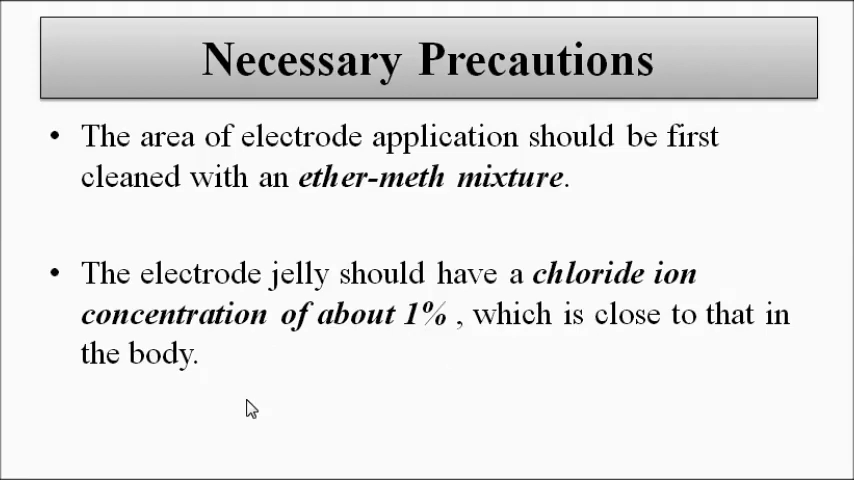 Necessary Precautions
• The area of electrode application should be first
cleaned with an ether-meth mixture.
• The electrode jelly should have a chloride ion
concentration of about 1% , which is close to that in
the body.